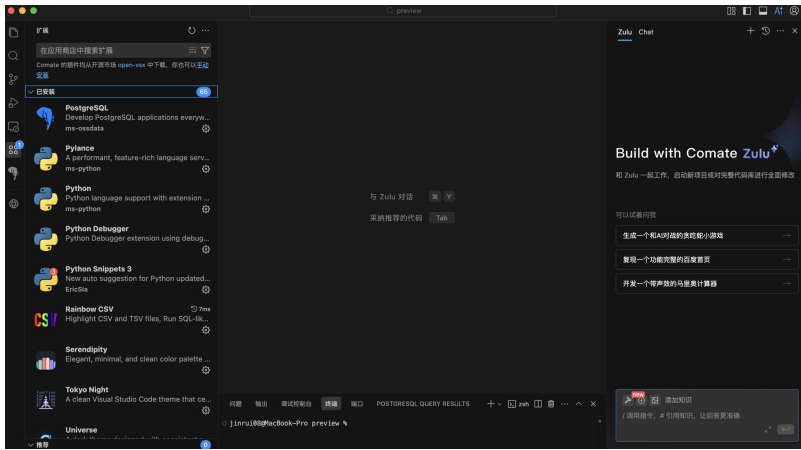 preview
扩展
在应用商店中搜索扩展
Comate 的插件均从开源市场 open-vsx 中下载，你也可以手动
安装
已安装
65
PostgreSQL
Develop PostgreSQL applications everyw...
ms-ossdata
Pylance
A performant, feature-rich language serv...
ms-python
Python
Python language support with extension ...
ms-python
Python Debugger
Python Debugger extension using debug...
Python Snippets 3
New auto suggestion for Python updated...
EricSia
Rainbow CSV
7ms
Highlight CSV and TSV files, Run SQL-lik...
Serendipity
Elegant, minimal, and clean color palette ...
Tokyo Night
A clean Visual Studio Code theme that ce...
Universe
推荐
0
1
与 Zulu 对话 ⌘ Y
采纳推荐的代码 Tab
问题 输出 调试控制台 终端 端口 POSTGRESQL QUERY RESULTS
zsh
jinrui08@MacBook-Pro preview %
Zulu Chat
Build with Comate Zulu
和 Zulu 一起工作，启动新项目或对完整代码库进行全面修改
可以试着问我
生成一个和AI对战的贪吃蛇小游戏
复现一个功能完整的百度首页
开发一个带声效的马里奥计算器
new
添加知识
/ 调用指令，# 引用知识，让回答更准确